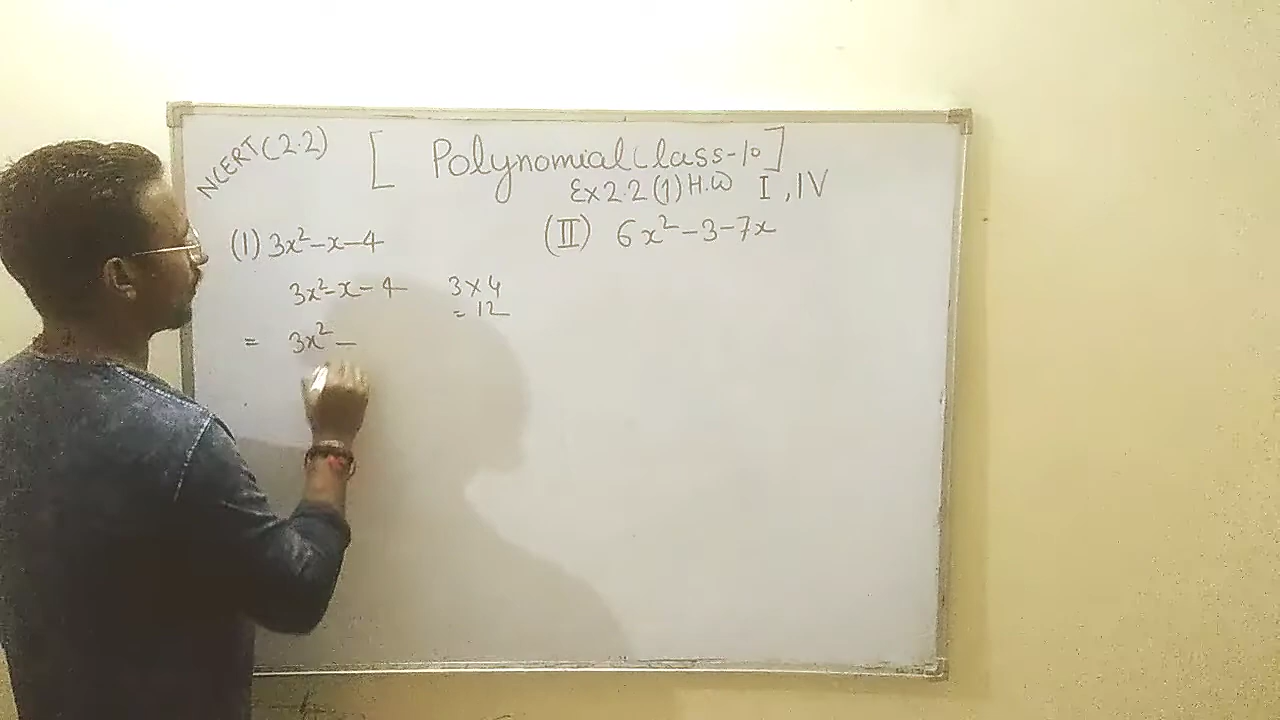 NCERT (2.2) [ Polynomial Class-10 ]
Ex 2.2 (1) H.W I, IV
(1) 3x²-x-4
(II) 6x²-3-7x
3x²-x-4 3×4
= 12
= 3x²-